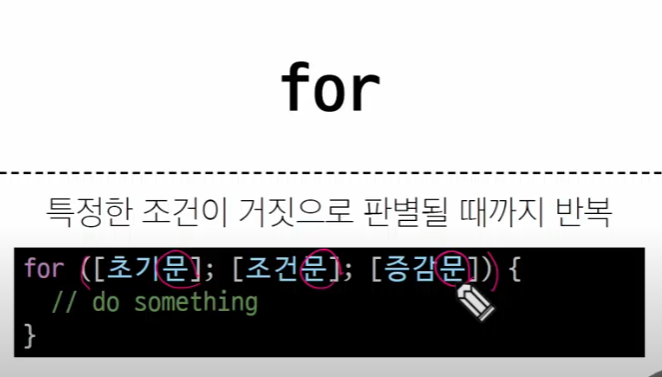 for
특정한 조건이 거짓으로 판별될 때까지 반복
for ([초기문]; [조건문]; [증감문]) {
// do something
}